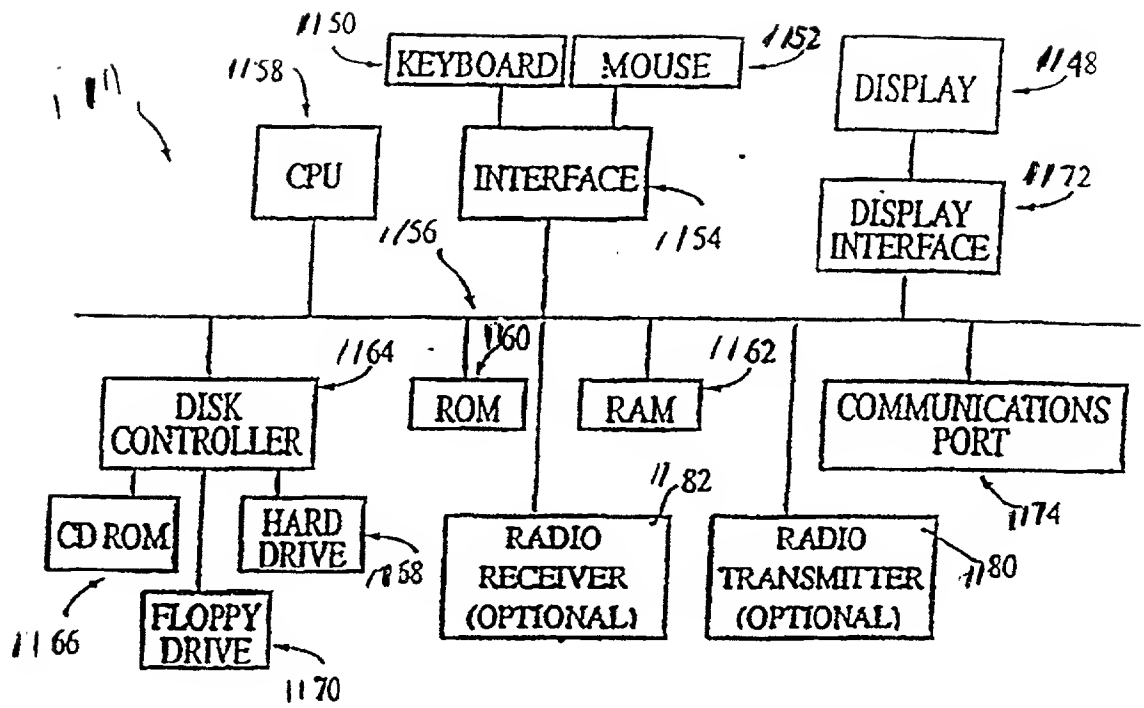 1150
KEYBOARD
MOUSE
1152
1158
DISPLAY
1148
CPU
INTERFACE
1154
1172
DISPLAY
INTERFACE
1156
1164
1160
1162
DISK
CONTROLLER
ROM
RAM
COMMUNICATIONS
PORT
1174
CD ROM
1166
HARD
DRIVE
1168
FLOPPY
DRIVE
1170
1182
RADIO
RECEIVER
(OPTIONAL)
RADIO
TRANSMITTER
(OPTIONAL)
1180